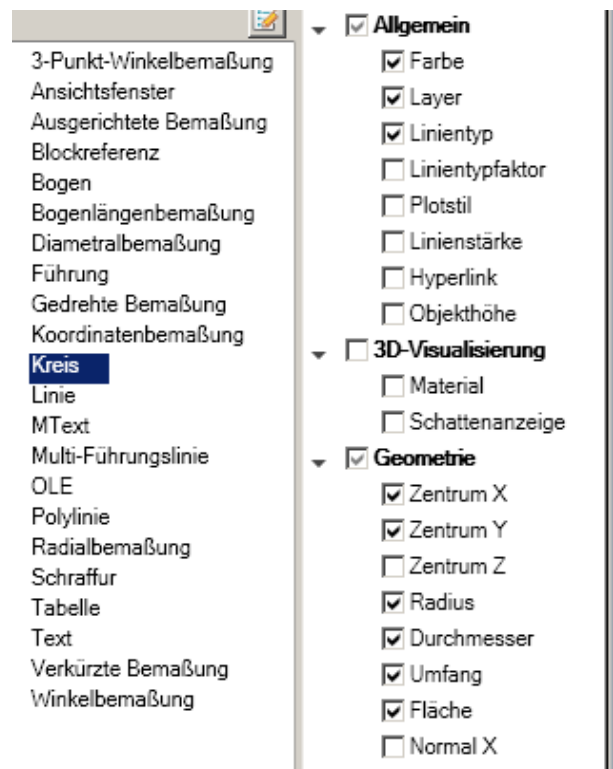 3-Punkt-Winkelbemaßung
Ansichtsfenster
Ausgerichtete Bemaßung
Blockreferenz
Bogen
Bogenlängenbemaßung
Diametralbemaßung
Führung
Gedrehte Bemaßung
Koordinatenbemaßung
Kreis
Linie
MText
Multi-Führungslinie
OLE
Polylinie
Radialbemaßung
Schraffur
Tabelle
Text
Verkürzte Bemaßung
Winkelbemaßung
Allgemein
Farbe
Layer
Linientyp
Linientypfaktor
Plotstil
Linienstärke
Hyperlink
Objekthöhe
3D-Visualisierung
Material
Schattenanzeige
Geometrie
Zentrum X
Zentrum Y
Zentrum Z
Radius
Durchmesser
Umfang
Fläche
Normal X